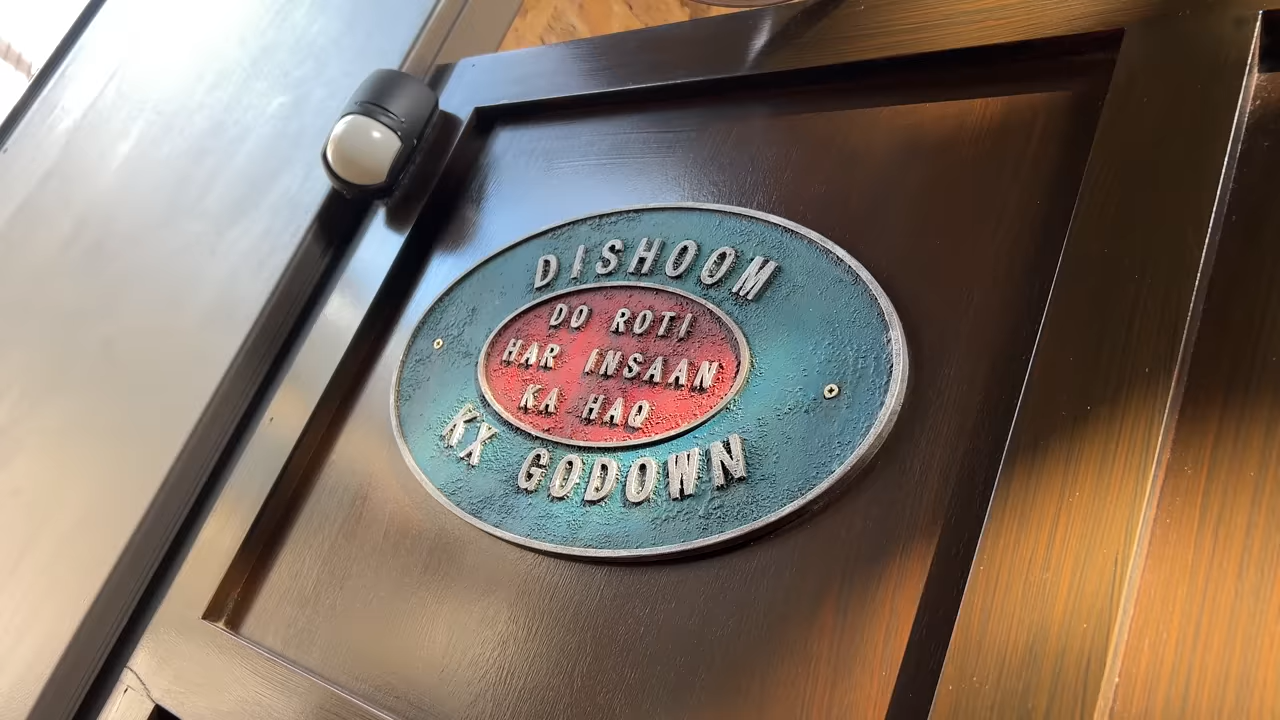 DISHOOM
DO ROTI
HAR INSAAN
KA HAQ
KX GODOWN